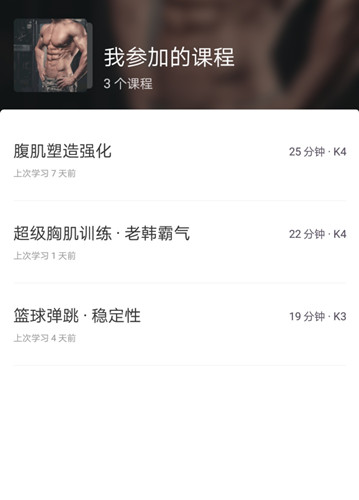 我参加的课程
3 个课程
腹肌塑造强化
25 分钟 · K4
上次学习 7 天前
超级胸肌训练 · 老韩霸气
22 分钟 · K4
上次学习 1 天前
篮球弹跳 · 稳定性
19 分钟 · K3
上次学习 4 天前